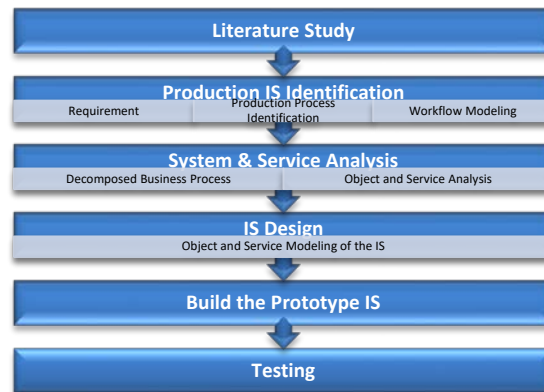 Literature Study
Production IS Identification
Requirement
Production Process
Identification
Workflow Modeling
System & Service Analysis
Decomposed Business Process
Object and Service Analysis
IS Design
Object and Service Modeling of the IS
Build the Prototype IS
Testing